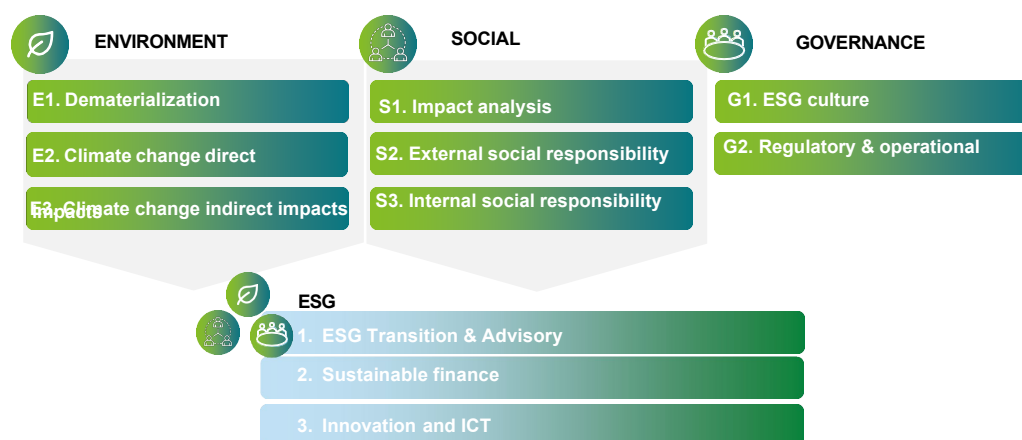 ENVIRONMENT
SOCIAL
GOVERNANCE
E1. Dematerialization
E2. Climate change direct
impacts
E3. Climate change indirect impacts
S1. Impact analysis
S2. External social responsibility
S3. Internal social responsibility
G1. ESG culture
G2. Regulatory & operational
ESG
1. ESG Transition & Advisory
2. Sustainable finance
3. Innovation and ICT